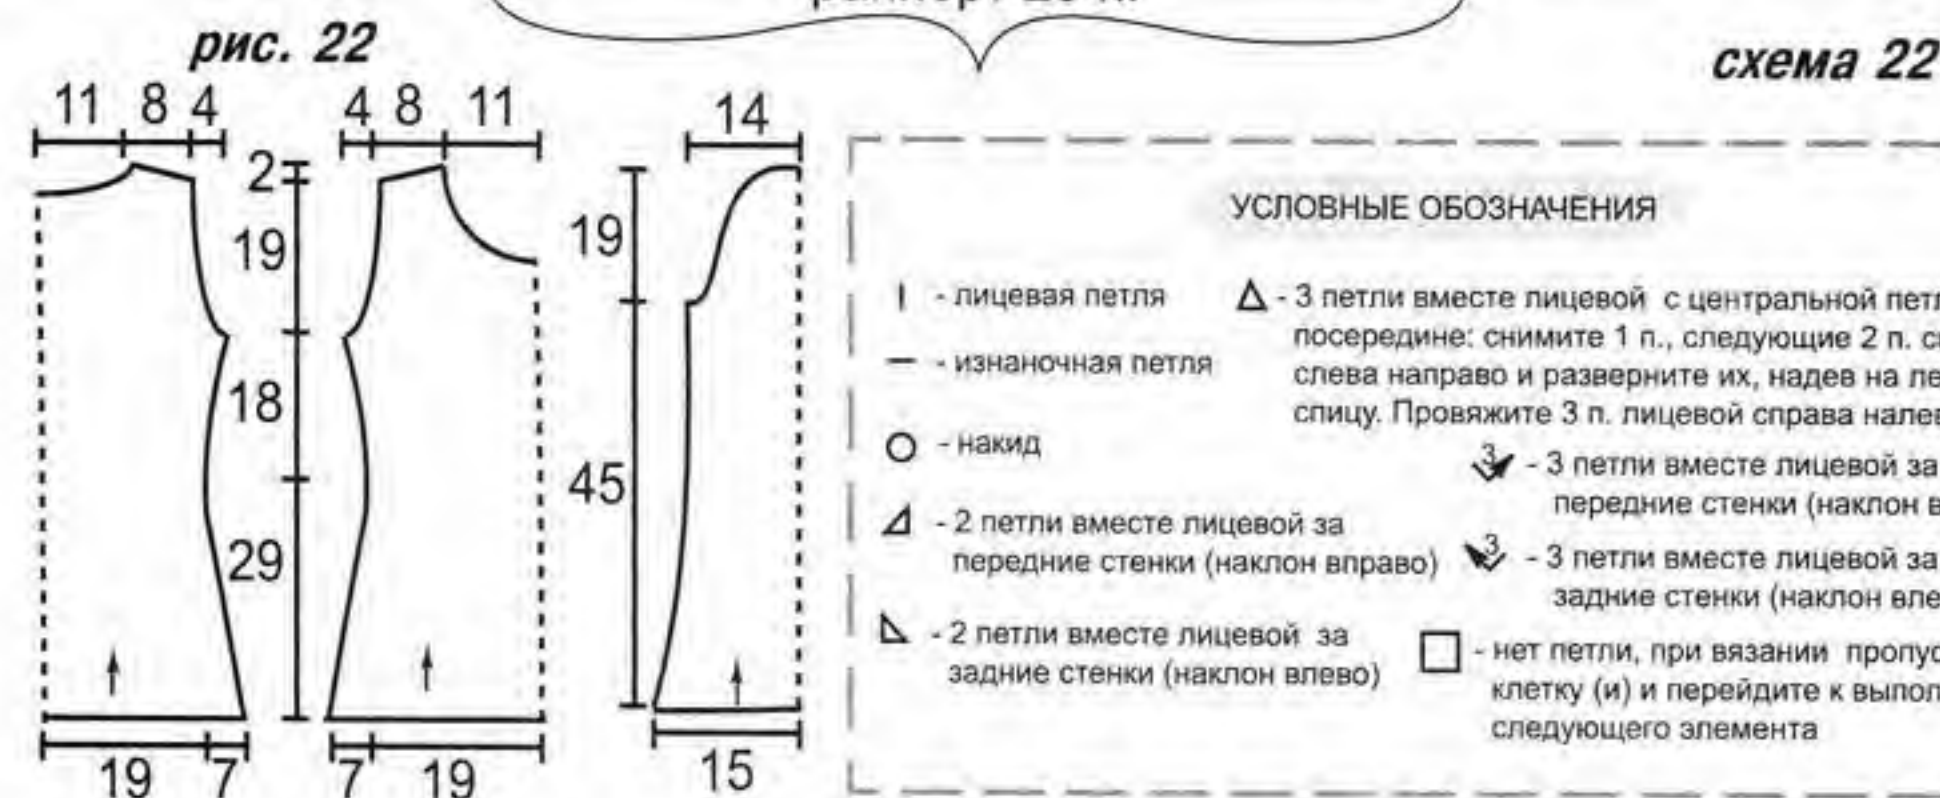 раппорт 23 п.
рис. 22
схема 22
11 8 4
4 8 11
14
2
19
18
29
19
45
19 7
7 19
15
УСЛОВНЫЕ ОБОЗНАЧЕНИЯ
| - лицевая петля
— - изнаночная петля
- накид
- 2 петли вместе лицевой за
передние стенки (наклон вправо)
- 2 петли вместе лицевой за
задние стенки (наклон влево)
- 3 петли вместе лицевой с центральной
посередине: снимите 1 п., следующие 2 п.
слева направо и разверните их, надев на
спицу. Провяжите 3 п. лицевой справа
3 - 3 петли вместе лицевой за
передние стенки (наклон
3 - 3 петли вместе лицевой за
задние стенки (наклон
- нет петли, при вязании
клетку (и) и перейдите к
следующего элемента